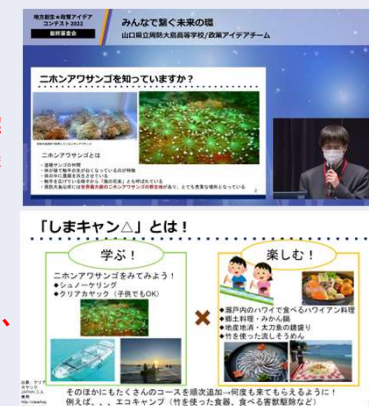 地方創生★政策アイデア
コンテスト2022
最終審査会
みんなで繋ぐ未来の環
山口県立周防大島高等学校/政策アイデアチーム
ニホンアワサンゴを知っていますか？
ニホンアワサンゴとは
「しまキャン△」とは！
学ぶ！
ニホンアワサンゴをみてみよう！
◆シュノーケリング
◆クリアカヤック（子供でもOK）
楽しむ！
◆瀬戸内のハワイで食べるハワイアン料理
◆郷土料理・みかん鍋
◆地産地消・太刀魚の鏡盛り
◆竹を使った流しそうめん
そのほかにもたくさんのコースを順次追加→何度も来てもらえるように！
例えば、、、エコキャンプ（竹を使った食器、食べる害獣駆除など）